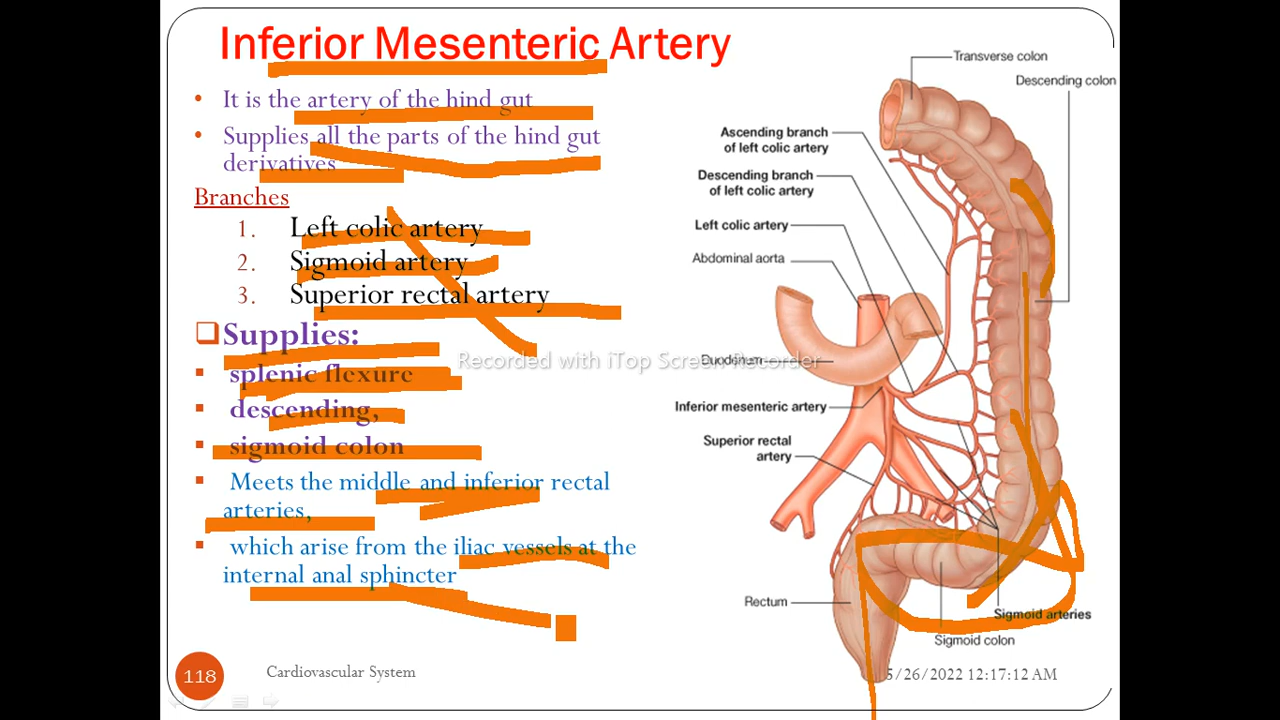 Inferior Mesenteric Artery
• It is the artery of the hind gut
• Supplies all the parts of the hind gut
derivatives
Branches
1. Left colic artery
2. Sigmoid artery
3. Superior rectal artery
Supplies:
splenic flexure
descending,
sigmoid colon
Meets the middle and inferior rectal
arteries,
which arise from the iliac vessels at the
internal anal sphincter
118
Cardiovascular System
5/26/2022 12:17:12 AM
Transverse colon
Descending colon
Ascending branch
of left colic artery
Descending branch
of left colic artery
Left colic artery
Abdominal aorta
Duodenum
Inferior mesenteric artery
Superior rectal
artery
Rectum
Sigmoid arteries
Sigmoid colon
Recorded with iTop Screen Recorder